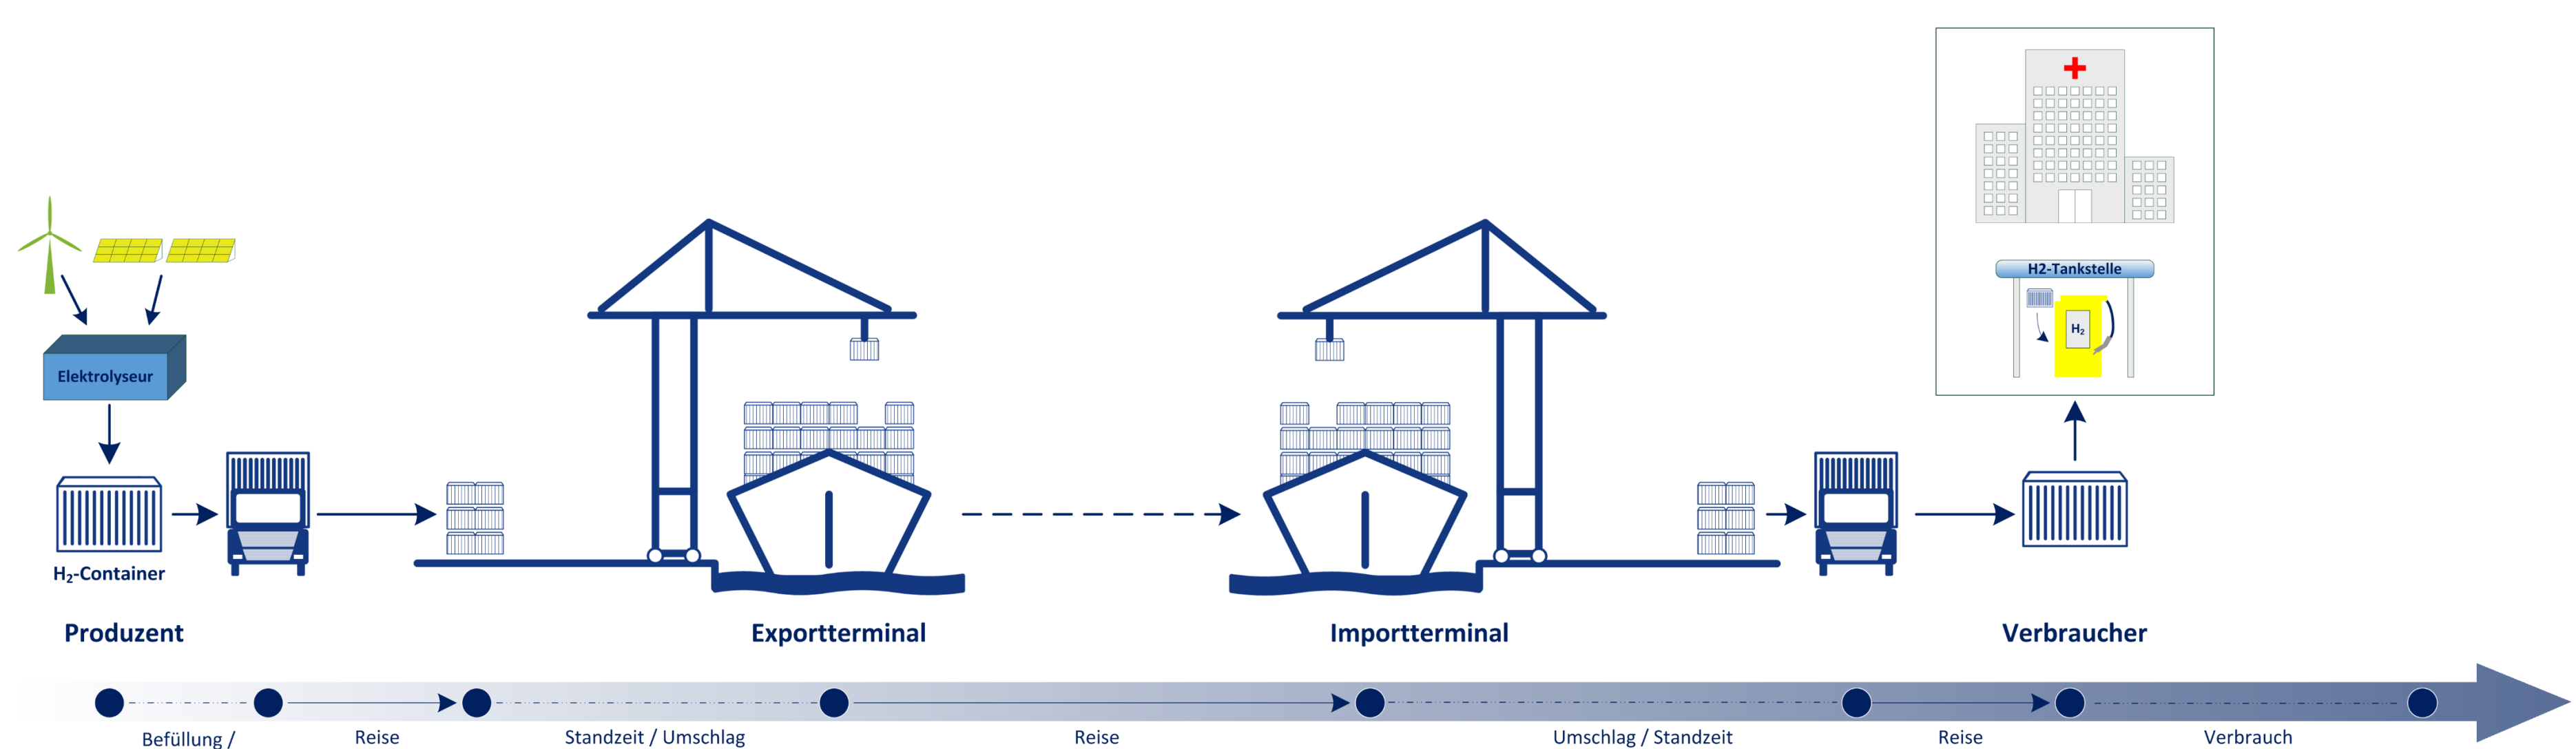 H2-Tankstelle
H₂
Elektrolyseur
H₂-Container
Produzent
Exportterminal
Importterminal
Verbraucher
Befüllung /
Reise
Standzeit / Umschlag
Reise
Umschlag / Standzeit
Reise
Verbrauch